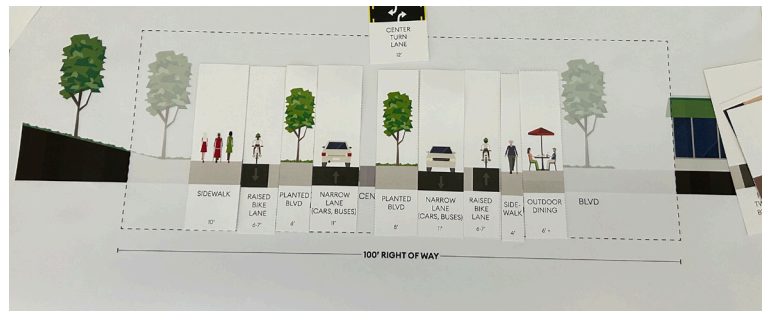 CENTER
TURN
LANE
12'
SIDEWALK
10'
RAISED
BIKE
LANE
6-7'
PLANTED
BLVD
6'
NARROW
LANE
(CARS, BUSES)
11'
CEN
PLANTED
BLVD
8'
NARROW
LANE
(CARS, BUSES)
11'
RAISED
BIKE
LANE
6-7'
SIDE-
WALK
6'
OUTDOOR
DINING
6' +
BLVD
100' RIGHT OF WAY